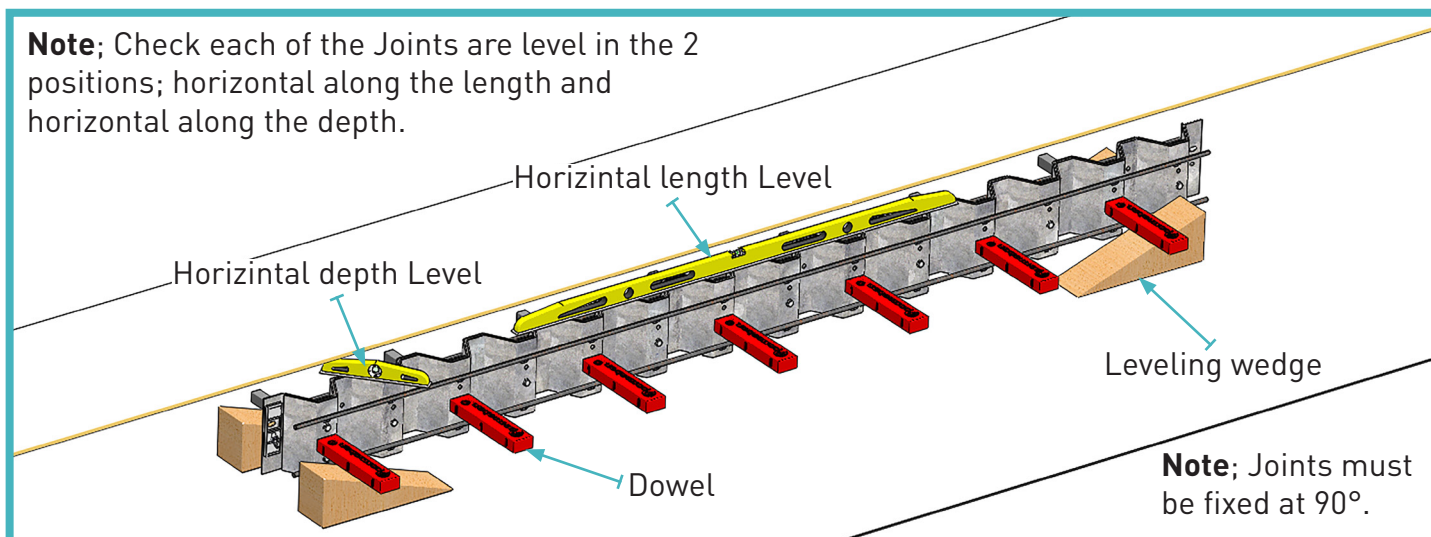 Note; Check each of the Joints are level in the 2
positions; horizontal along the length and
horizontal along the depth.
Horizintal length Level
Horizintal depth Level
Leveling wedge
Dowel
Note; Joints must
be fixed at 90°.